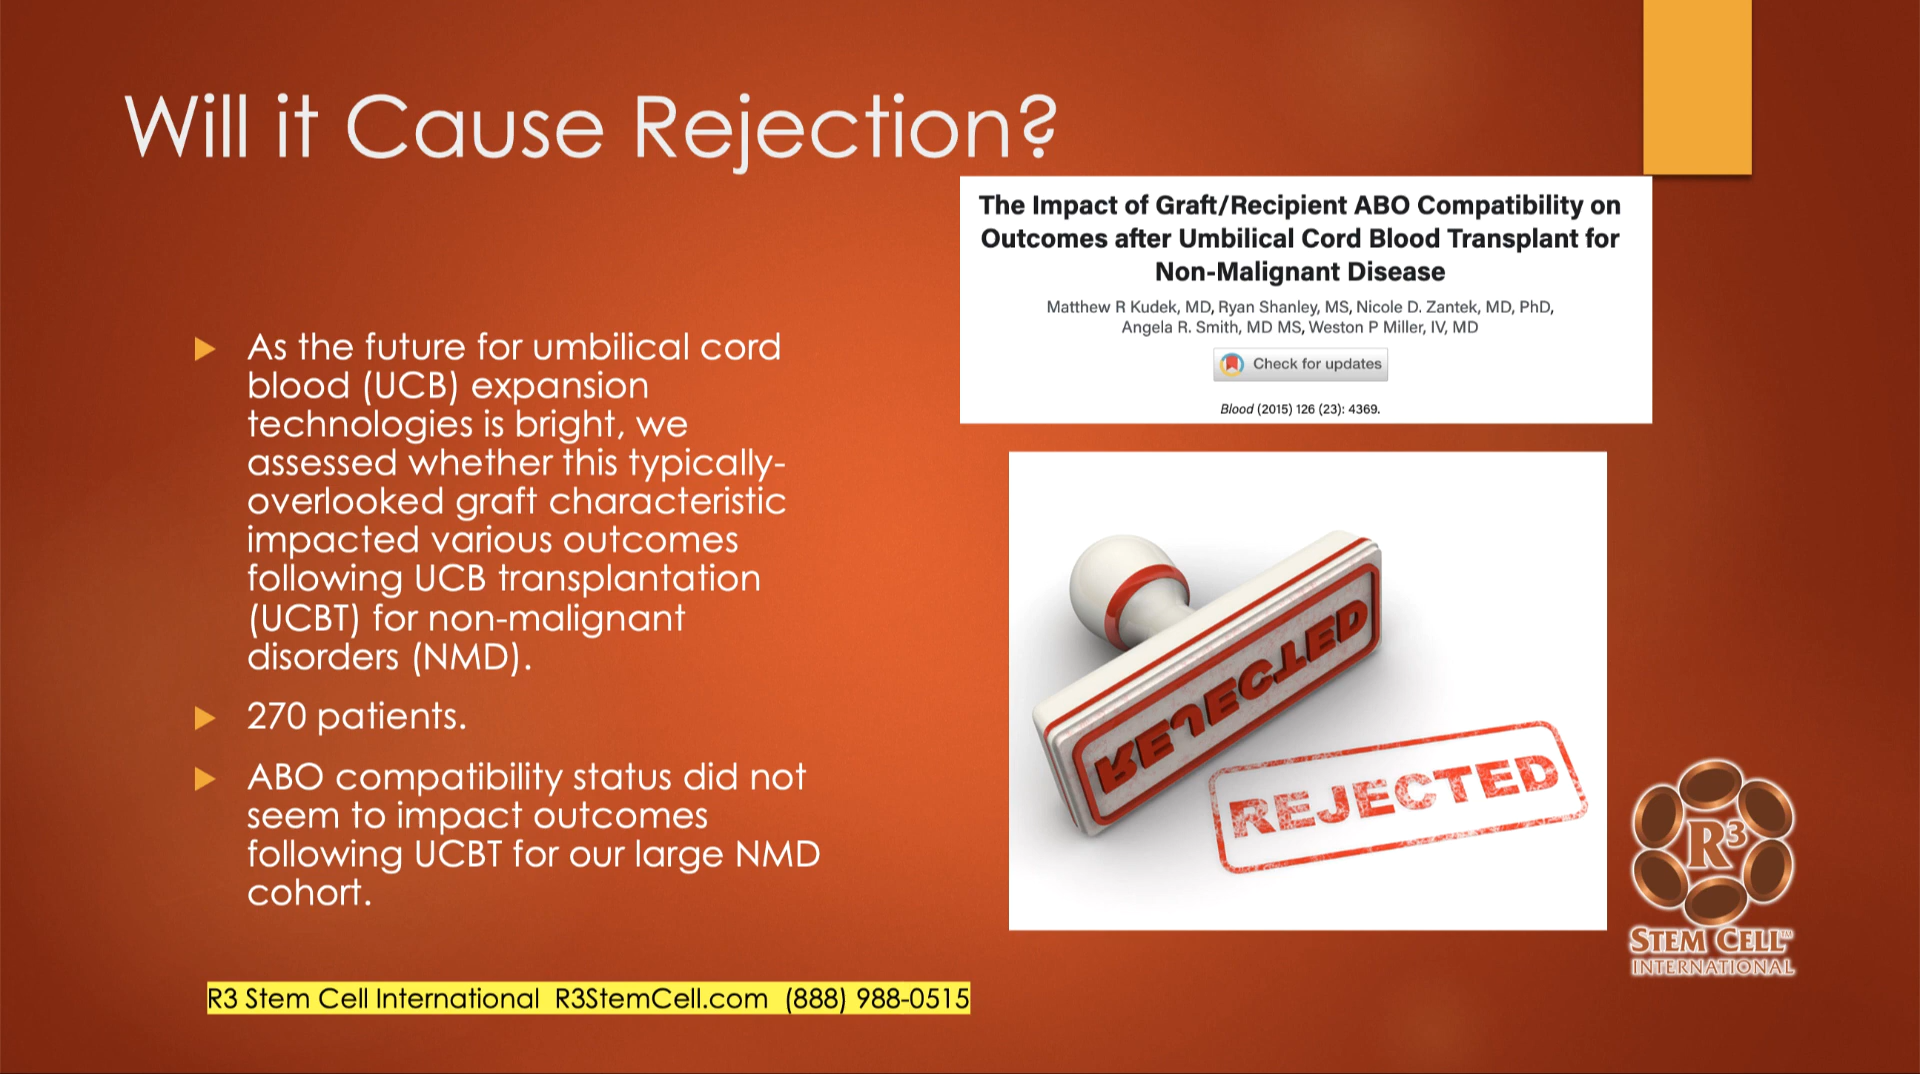 Will it Cause Rejection?
The Impact of Graft/Recipient ABO Compatibility on
Outcomes after Umbilical Cord Blood Transplant for
Non-Malignant Disease
Matthew R Kudek, MD, Ryan Shanley, MS, Nicole D. Zantek, MD, PhD,
Angela R. Smith, MD MS, Weston P Miller, IV, MD
Check for updates
Blood (2015) 126 (23): 4369.
As the future for umbilical cord
blood (UCB) expansion
technologies is bright, we
assessed whether this typically-
overlooked graft characteristic
impacted various outcomes
following UCB transplantation
(UCBT) for non-malignant
disorders (NMD).
270 patients.
ABO compatibility status did not
seem to impact outcomes
following UCBT for our large NMD
cohort.
REJECTED
REJECTED
R3
STEM CELL™
INTERNATIONAL
R3 Stem Cell International R3StemCell.com (888) 988-0515